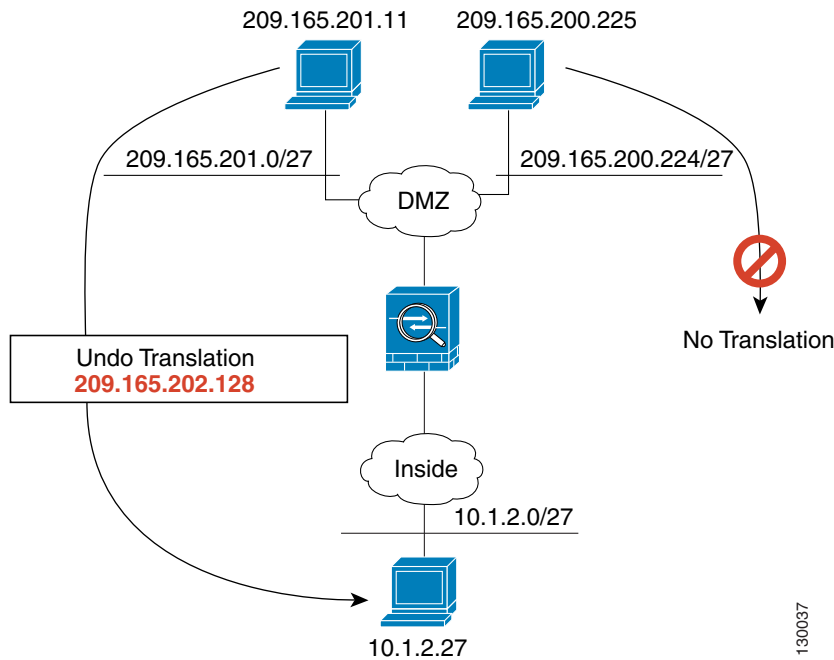 209.165.201.11
209.165.200.225
209.165.201.0/27
209.165.200.224/27
DMZ
No Translation
Undo Translation
209.165.202.128
Inside
10.1.2.0/27
10.1.2.27
130037